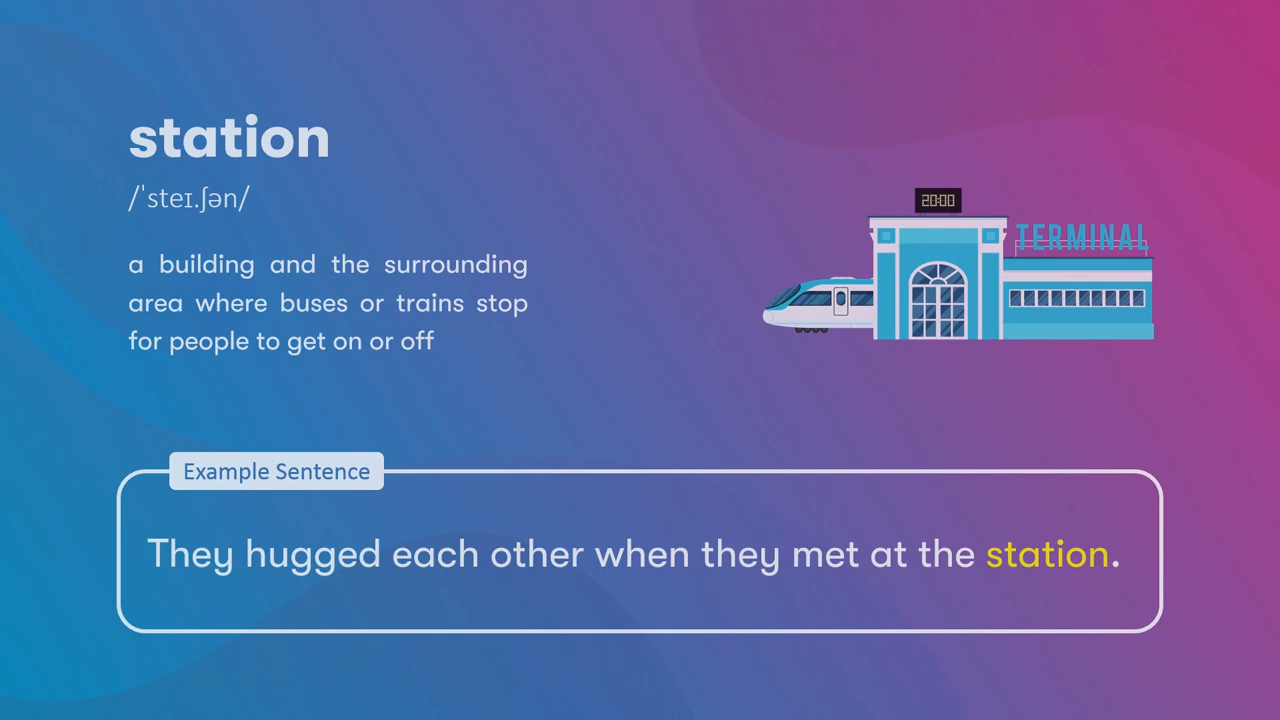 station
/ˈsteɪ.ʃən/
a building and the surrounding
area where buses or trains stop
for people to get on or off
20:00
TERMINAL
Example Sentence
They hugged each other when they met at the station.